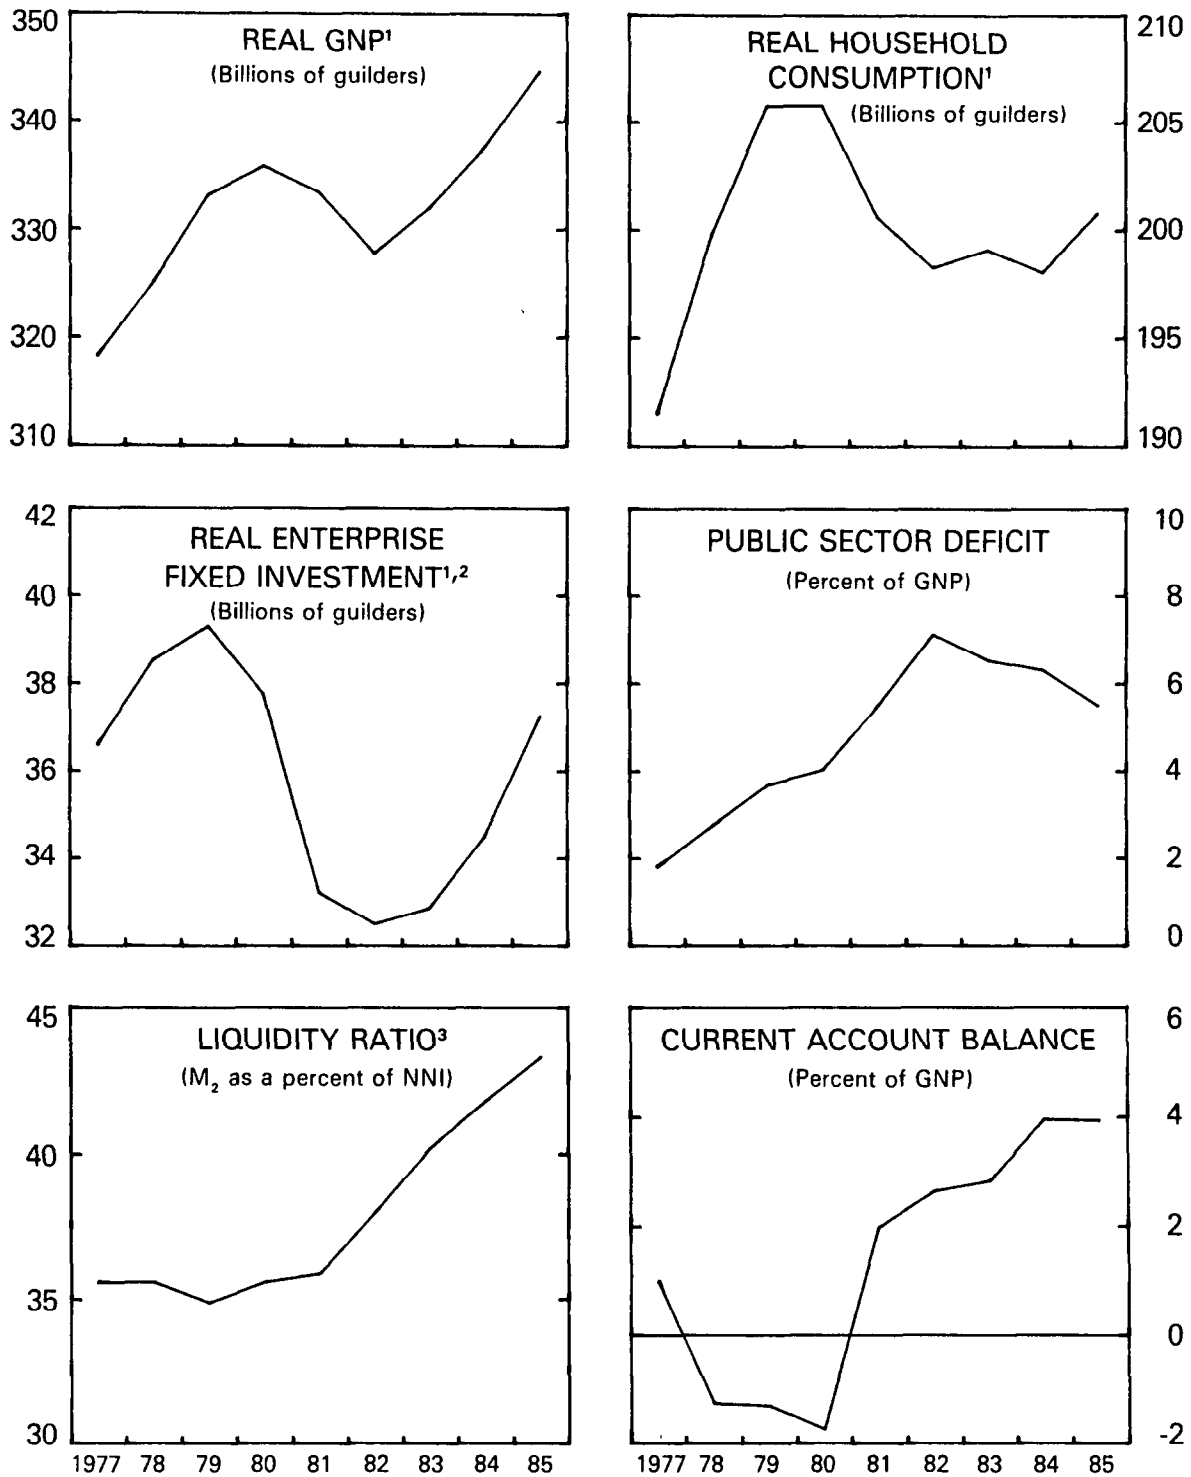 REAL GNP¹
(Billions of guilders)
350
340
330
320
310
REAL HOUSEHOLD
CONSUMPTION¹
(Billions of guilders)
210
205
200
195
190
REAL ENTERPRISE
FIXED INVESTMENT¹,²
(Billions of guilders)
42
40
38
36
34
32
PUBLIC SECTOR DEFICIT
(Percent of GNP)
10
8
6
4
2
0
LIQUIDITY RATIO³
(M₂ as a percent of NNI)
45
40
35
30
1977 78 79 80 81 82 83 84 85
CURRENT ACCOUNT BALANCE
(Percent of GNP)
6
4
2
0
-2
1977 78 79 80 81 82 83 84 85